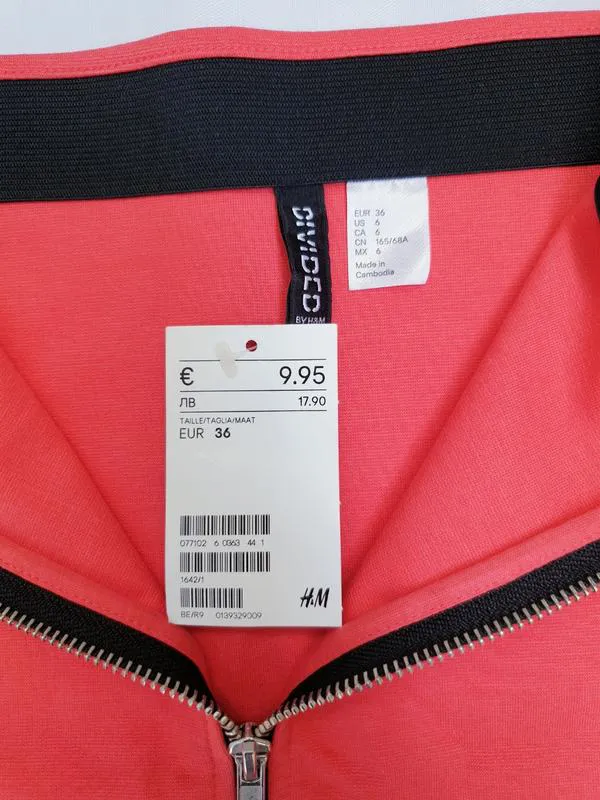 DIVIDED
BY H&M
EUR 36
US 6
CA 6
CN 165/68A
MX 6
Made in
Cambodia
€ 9.95
ЛВ 17.90
TAILLE/TAGLIA/MAAT
EUR 36
077102 6 0363 44 1
1642/1
BE/R9 0139329009
H&M